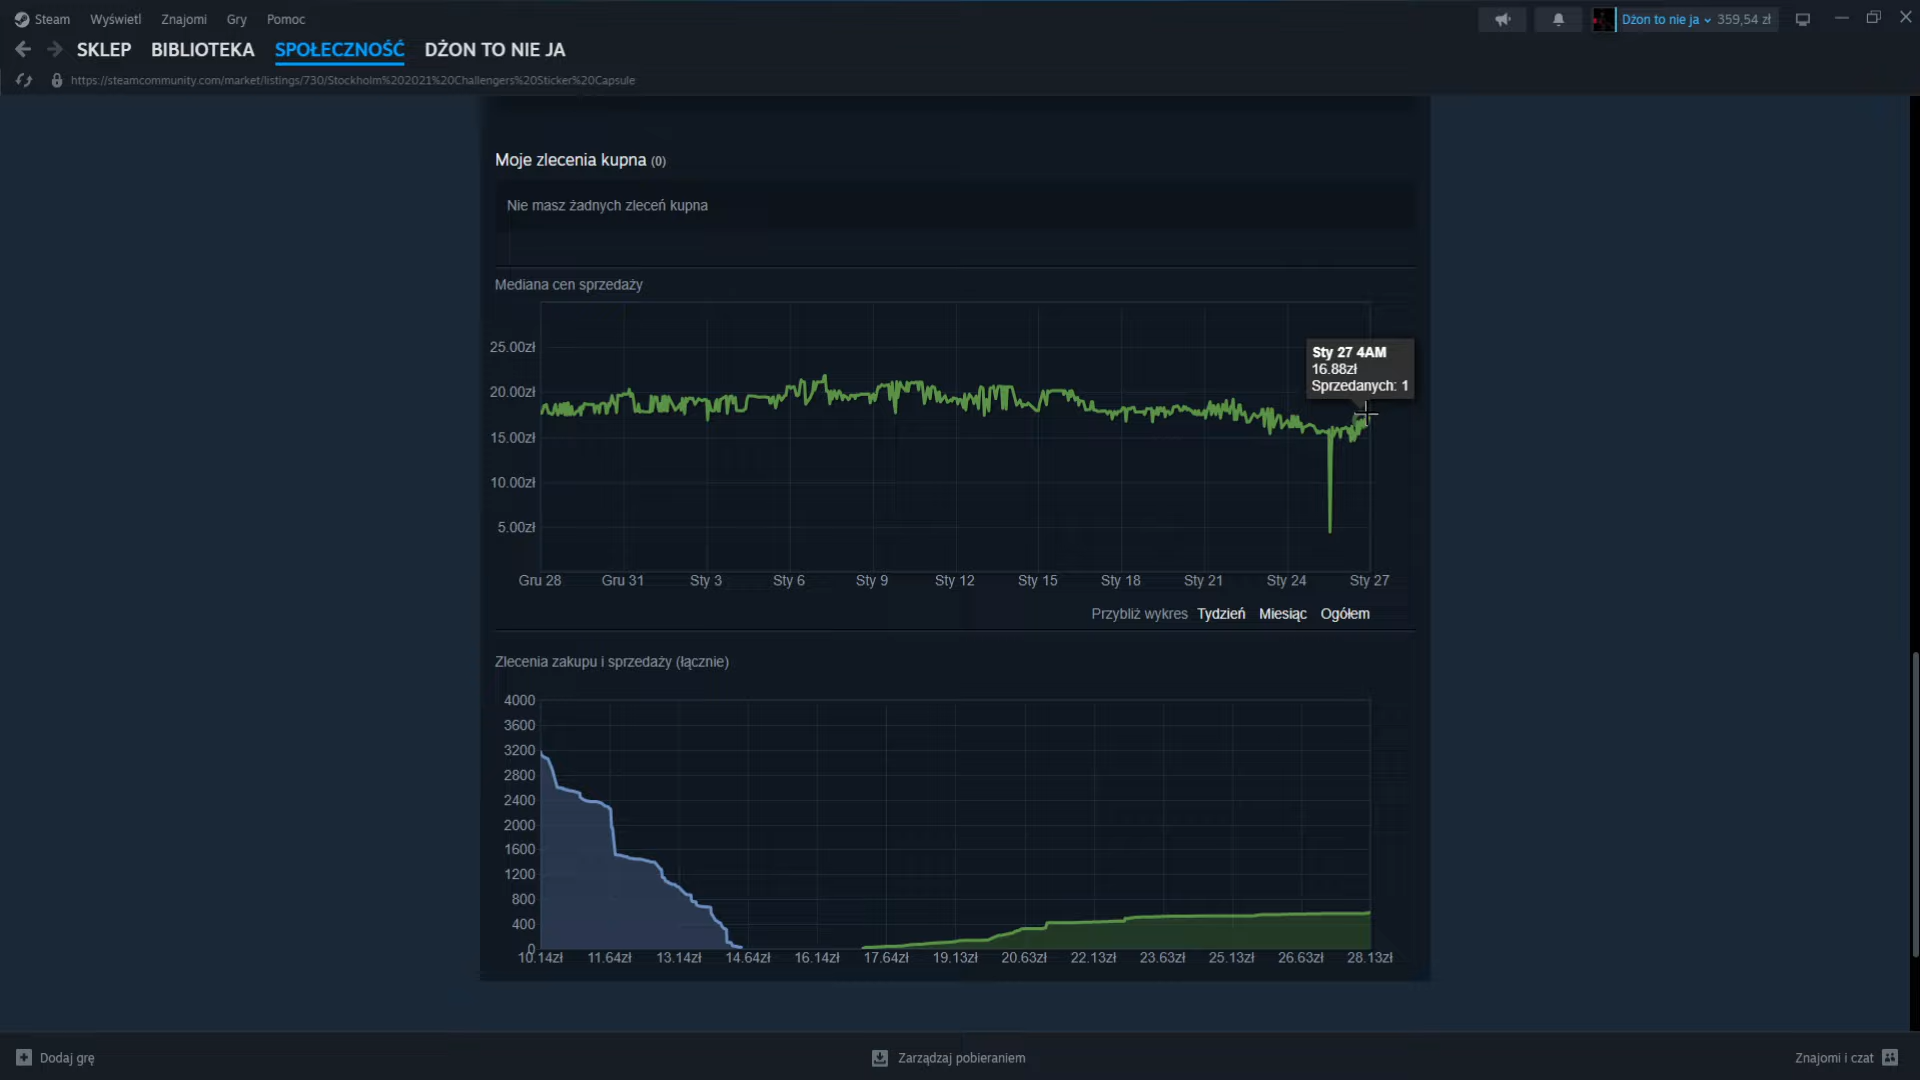 Steam Wyświetl Znajomi Gry Pomoc
Dżon to nie ja 359,54 zł
SKLEP BIBLIOTEKA SPOŁECZNOŚĆ DŻON TO NIE JA
https://steamcommunity.com/market/listings/730/Stockholm%202021%20Challengers%20Sticker%20Capsule
Moje zlecenia kupna (0)
Nie masz żadnych zleceń kupna
Mediana cen sprzedaży
25.00zł
20.00zł
15.00zł
10.00zł
5.00zł
Sty 27 4AM
16.88zł
Sprzedanych: 1
Gru 28 Gru 31 Sty 3 Sty 6 Sty 9 Sty 12 Sty 15 Sty 18 Sty 21 Sty 24 Sty 27
Przybliż wykres Tydzień Miesiąc Ogółem
Zlecenia zakupu i sprzedaży (łącznie)
4000
3600
3200
2800
2400
2000
1600
1200
800
400
0
10.14zł 11.64zł 13.14zł 14.64zł 16.14zł 17.64zł 19.13zł 20.63zł 22.13zł 23.63zł 25.13zł 26.63zł 28.13zł
Dodaj grę
Zarządzaj pobieraniem
Znajomi i czat